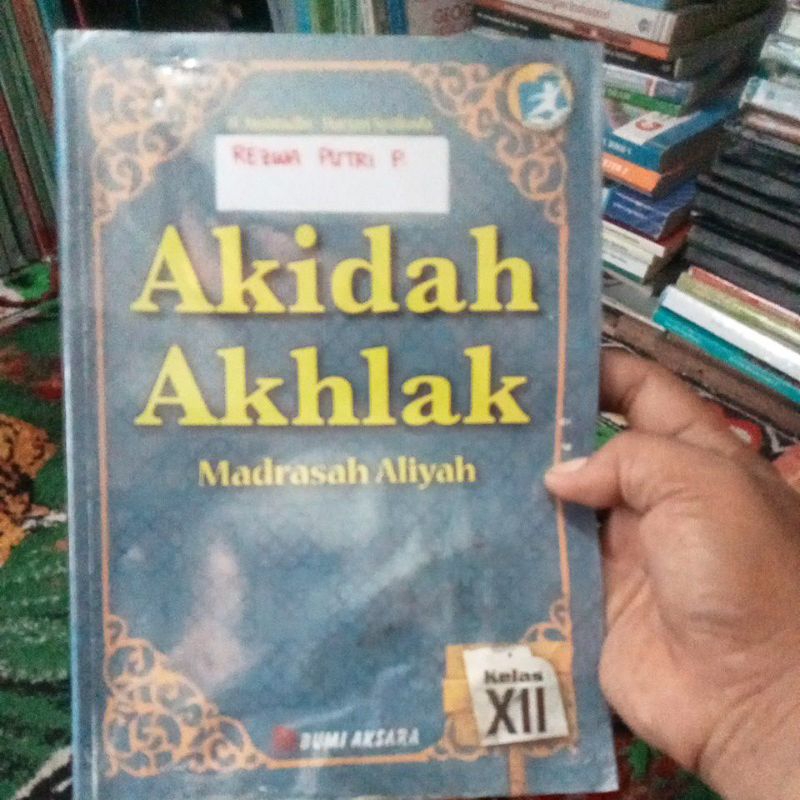 REZWA PUTRI P.
Akidah
Akhlak
Madrasah Aliyah
Kelas
XII
BUMI AKSARA